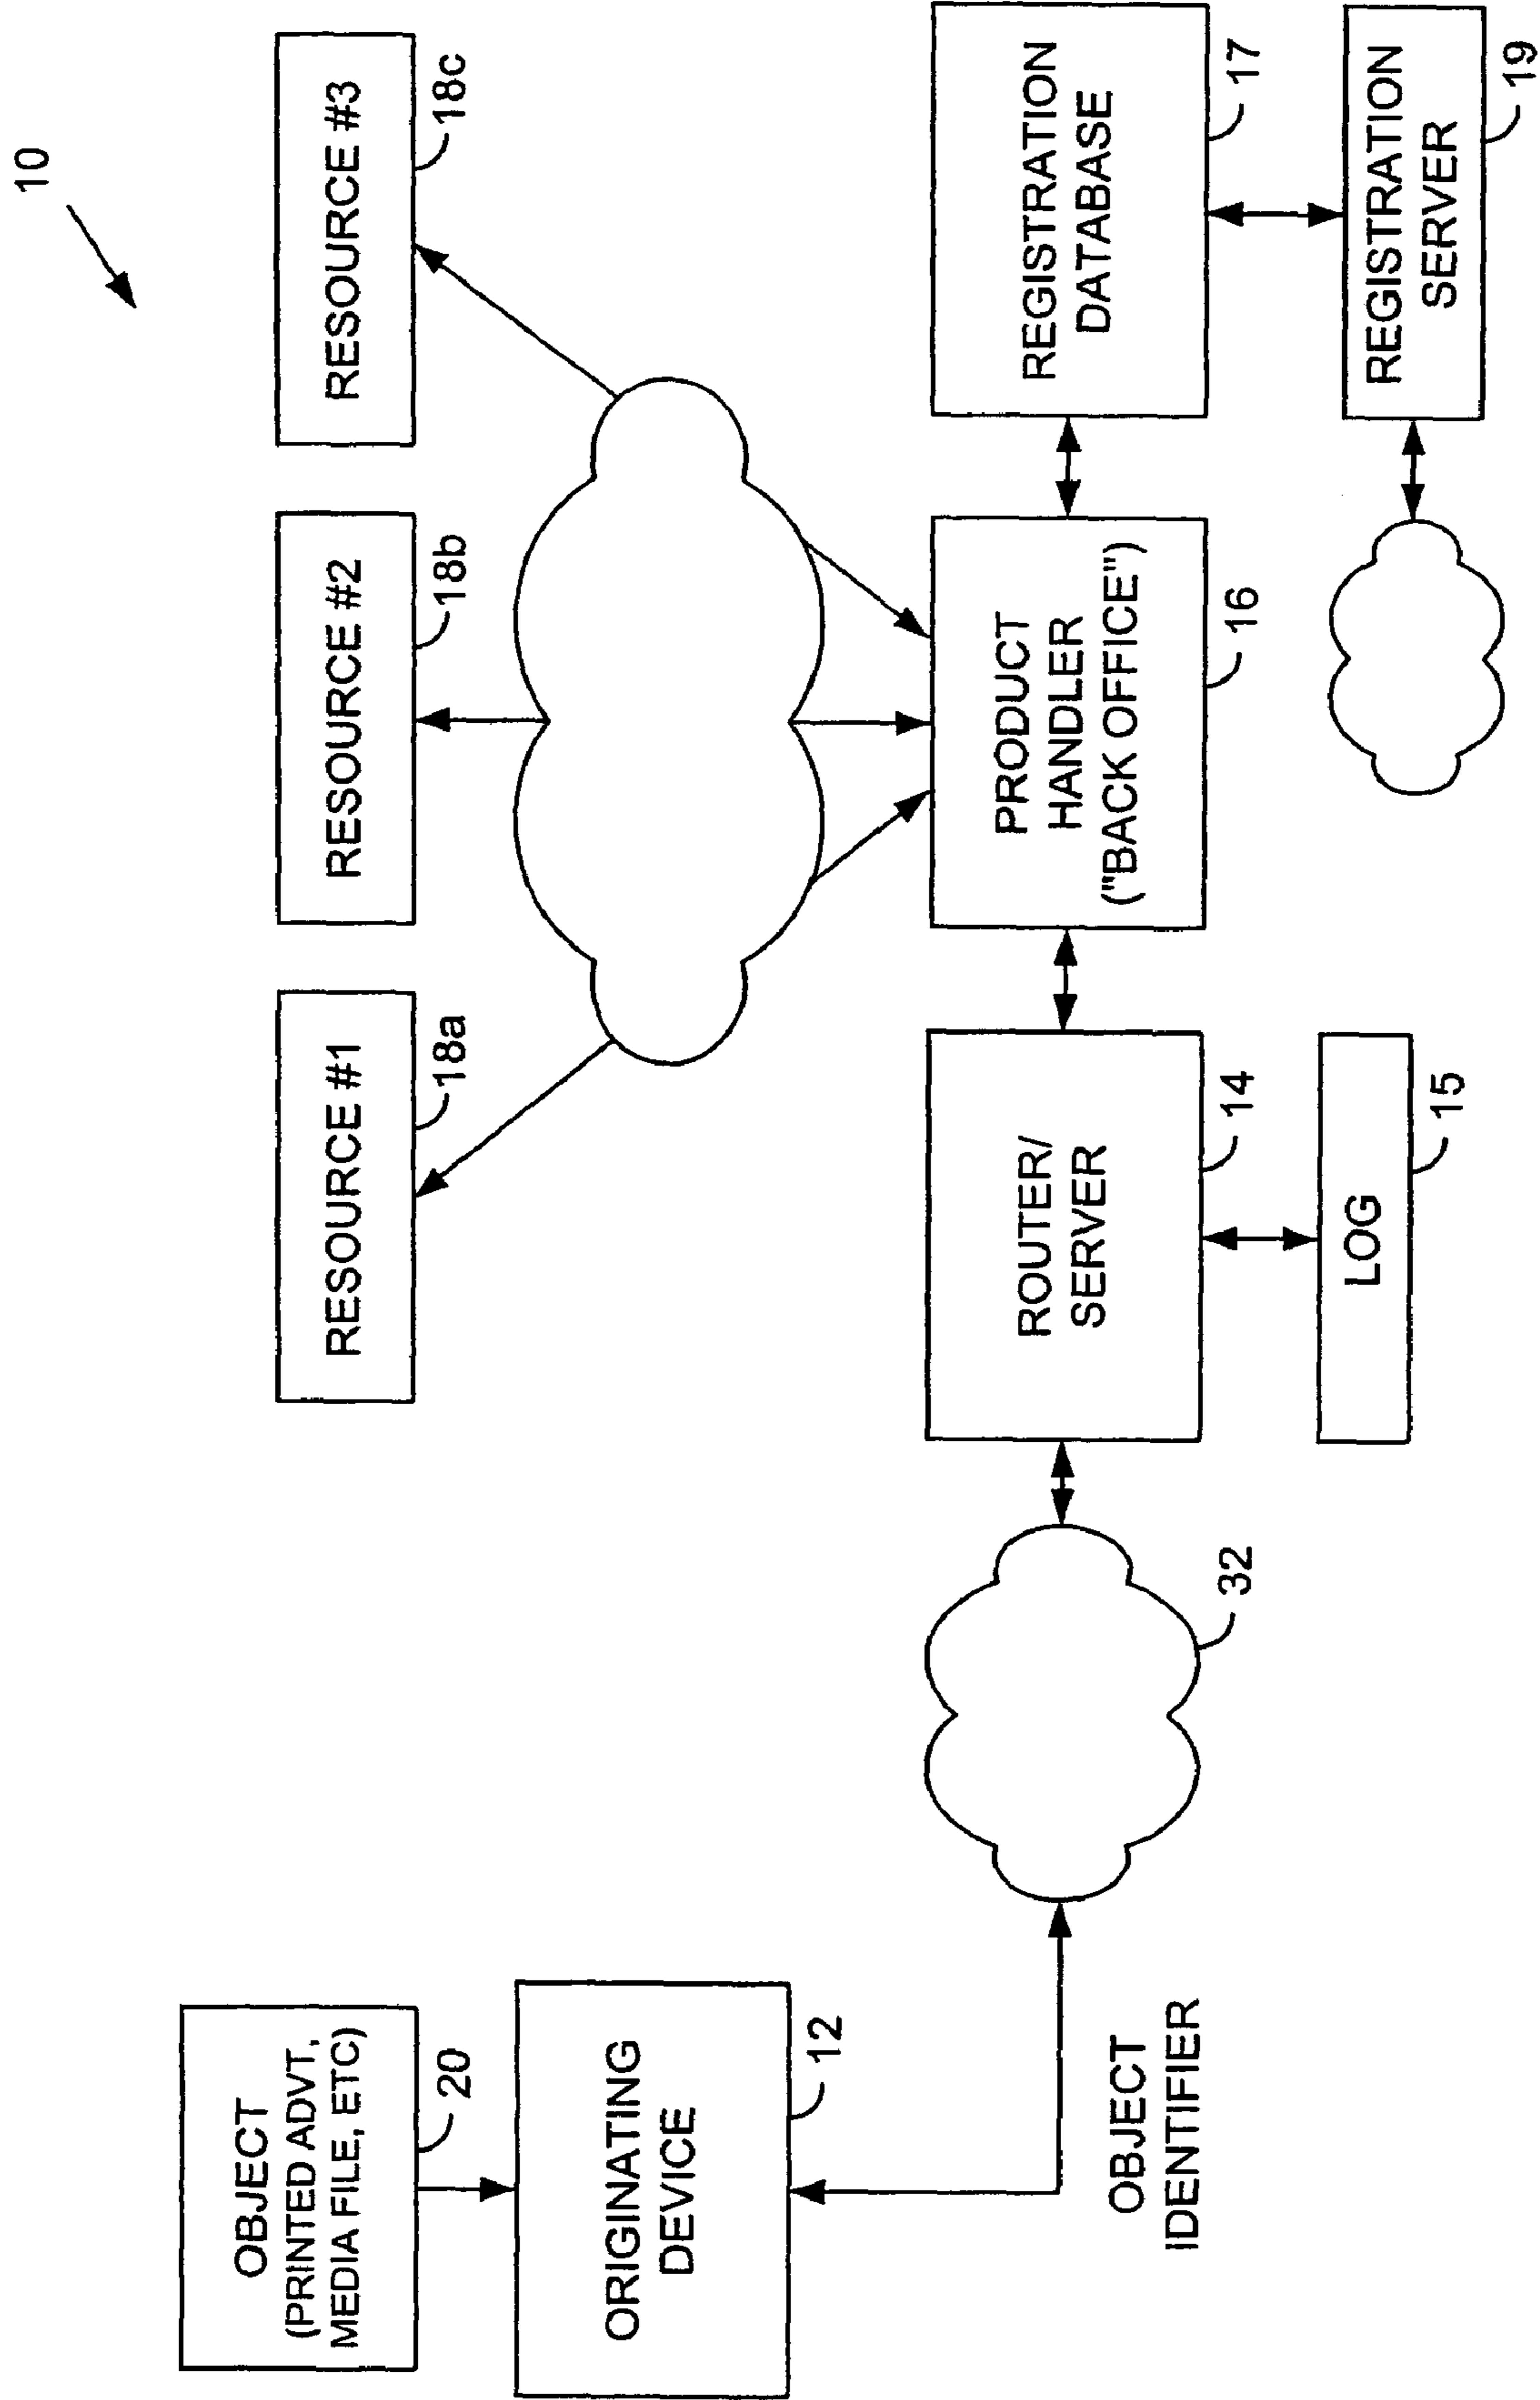 10
OBJECT
(PRINTED ADVT,
MEDIA FILE, ETC)
20
RESOURCE #1
18a
RESOURCE #2
18b
RESOURCE #3
18c
ORIGINATING
DEVICE
12
OBJECT
IDENTIFIER
32
ROUTER/
SERVER
14
LOG
15
PRODUCT
HANDLER
("BACK OFFICE")
16
REGISTRATION
DATABASE
17
REGISTRATION
SERVER
19